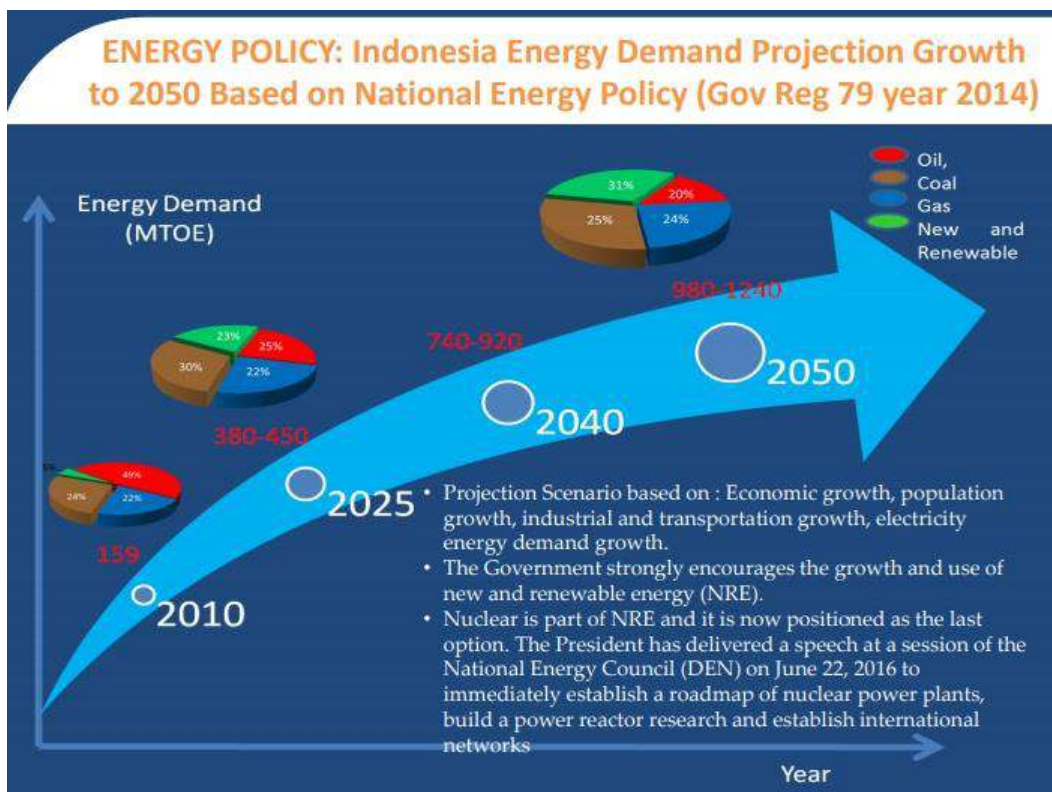 ENERGY POLICY: Indonesia Energy Demand Projection Growth
to 2050 Based on National Energy Policy (Gov Reg 79 year 2014)
Oil,
Coal
Gas
New and
Renewable
Energy Demand
(MTOE)
31%
20%
25%
24%
980-1240
2050
23%
25%
30%
22%
740-920
2040
380-450
2025
5%
49%
24%
22%
159
2010
• Projection Scenario based on : Economic growth, population
growth, industrial and transportation growth, electricity
energy demand growth.
• The Government strongly encourages the growth and use of
new and renewable energy (NRE).
• Nuclear is part of NRE and it is now positioned as the last
option. The President has delivered a speech at a session of the
National Energy Council (DEN) on June 22, 2016 to
immediately establish a roadmap of nuclear power plants,
build a power reactor research and establish international
networks
Year